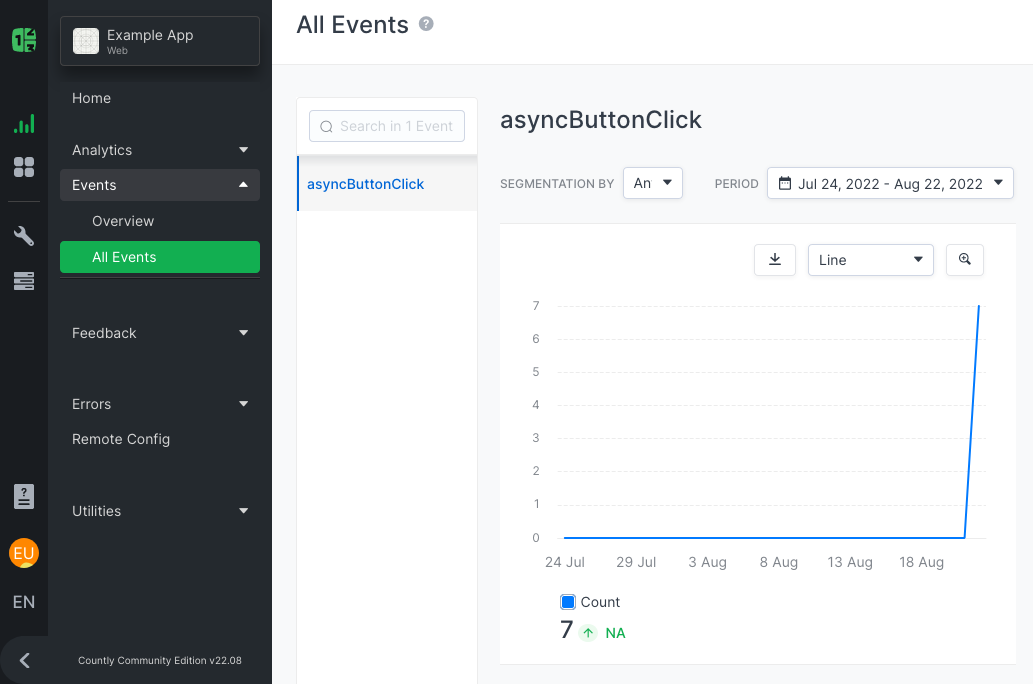 Example App
Web
Home
Analytics
Events
Overview
All Events
Feedback
Errors
Remote Config
Utilities
EU
EN
Countly Community Edition v22.08
All Events
?
Search in 1 Event
asyncButtonClick
asyncButtonClick
SEGMENTATION BY An PERIOD Jul 24, 2022 - Aug 22, 2022
Line
7
6
5
4
3
2
1
0
24 Jul 29 Jul 3 Aug 8 Aug 13 Aug 18 Aug
Count
7 NA